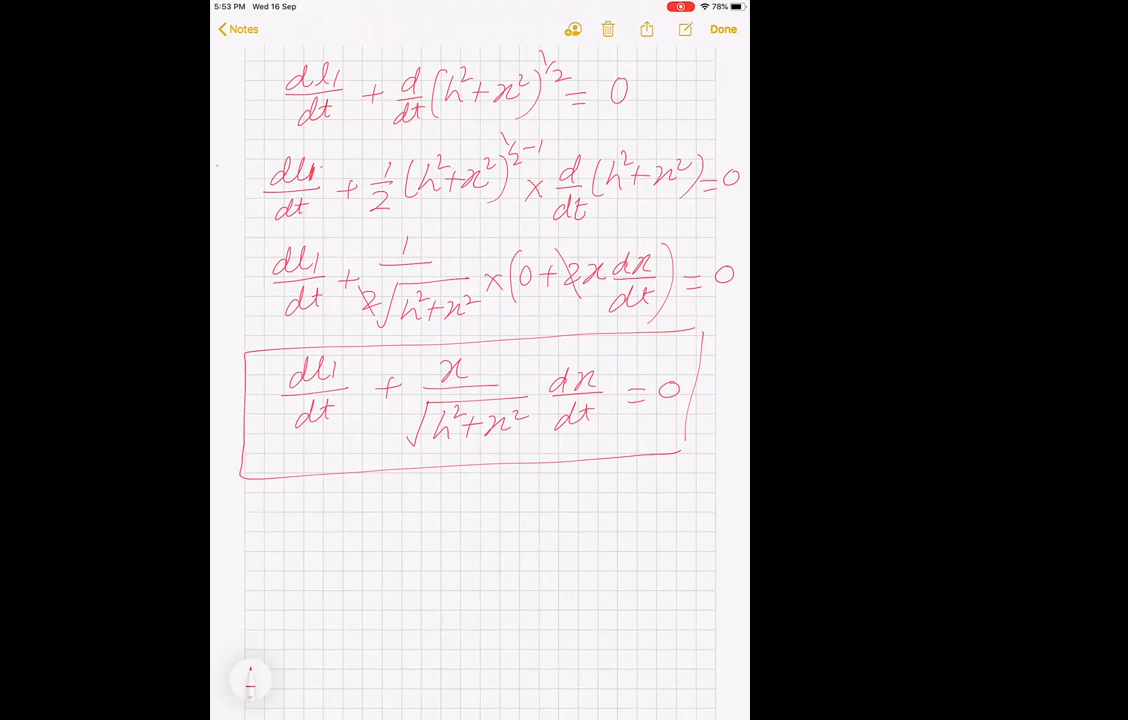 5:53 PM Wed 16 Sep 78%
Notes Done
dl1/dt + d/dt (h² + x²)^1/2 = 0
dl1/dt + 1/2 (h² + x²)^1/2-1 × d/dt (h² + x²) = 0
dl1/dt + 1/2√h² + x² × (0 + 2x dx/dt) = 0
dl1/dt + x/√h² + x² dx/dt = 0